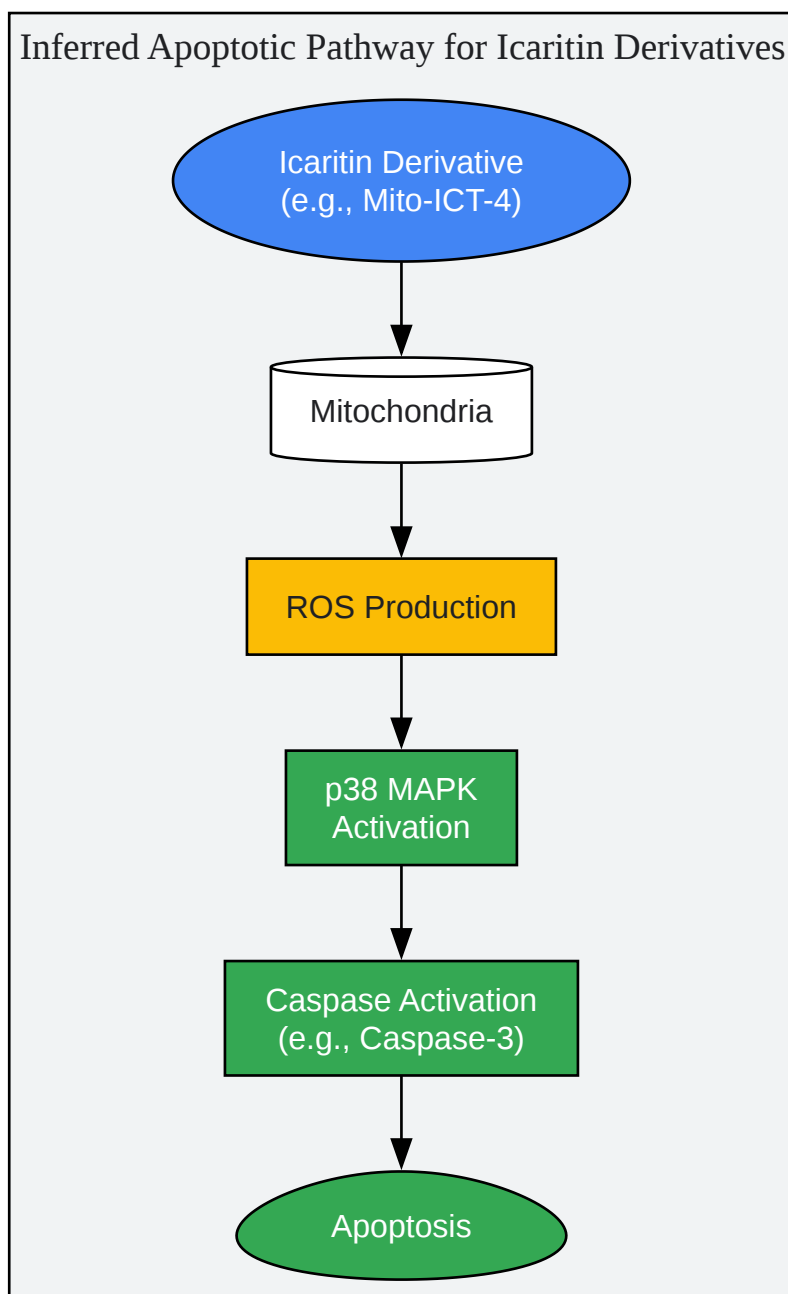 Inferred Apoptotic Pathway for Icaritin Derivatives
Icaritin Derivative
(e.g., Mito-ICT-4)
Mitochondria
ROS Production
p38 MAPK
Activation
Caspase Activation
(e.g., Caspase-3)
Apoptosis